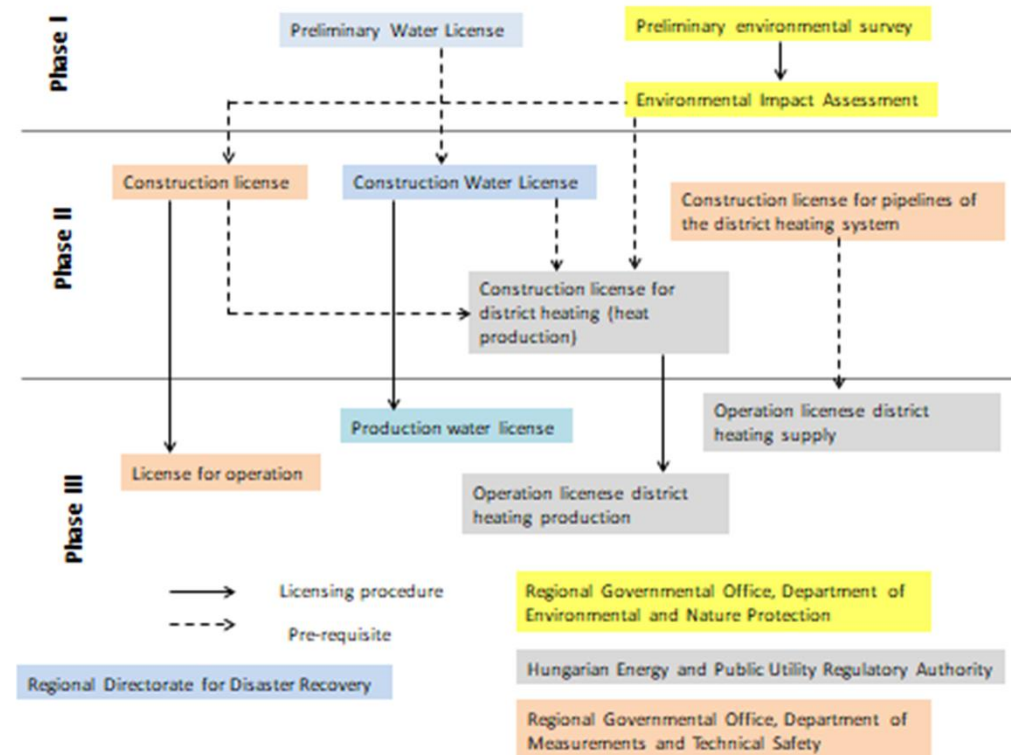 Phase I
Preliminary Water License
Preliminary environmental survey
Environmental Impact Assessment
Phase II
Construction license
Construction Water License
Construction license for pipelines of
the district heating system
Construction license for
district heating (heat
production)
Phase III
Production water license
Operation licenese district
heating supply
License for operation
Operation licenese district
heating production
Licensing procedure
Pre-requisite
Regional Directorate for Disaster Recovery
Regional Governmental Office, Department of
Environmental and Nature Protection
Hungarian Energy and Public Utility Regulatory Authority
Regional Governmental Office, Department of
Measurements and Technical Safety